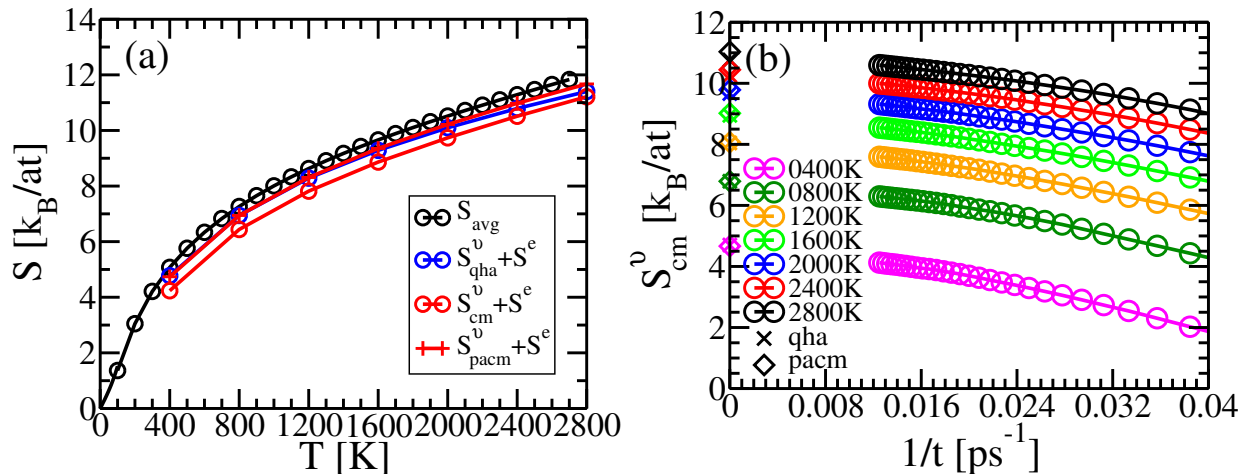 (a)
S [k_B/at]
14
12
10
8
6
4
2
0
S_avg
S^υ_qha+S^e
S^υ_cm+S^e
S^υ_pacm+S^e
0 400 800 1200 1600 2000 2400 2800
T [K]
(b)
S^υ_cm [k_B/at]
12
10
8
6
4
2
0
0400K
0800K
1200K
1600K
2000K
2400K
2800K
qha
pacm
0 0.008 0.016 0.024 0.032 0.04
1/t [ps^-1]